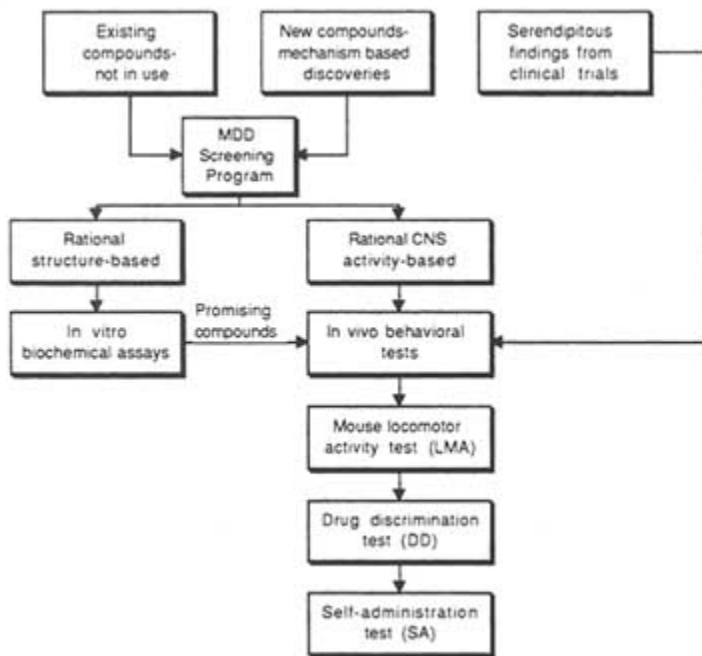 Existing
compounds-
not in use
New compounds-
mechanism based
discoveries
Serendipitous
findings from
clinical trials
MDD
Screening
Program
Rational
structure-based
Rational CNS
activity-based
In vitro
biochemical assays
Promising
compounds
In vivo behavioral
tests
Mouse locomotor
activity test (LMA)
Drug discrimination
test (DD)
Self-administration
test (SA)